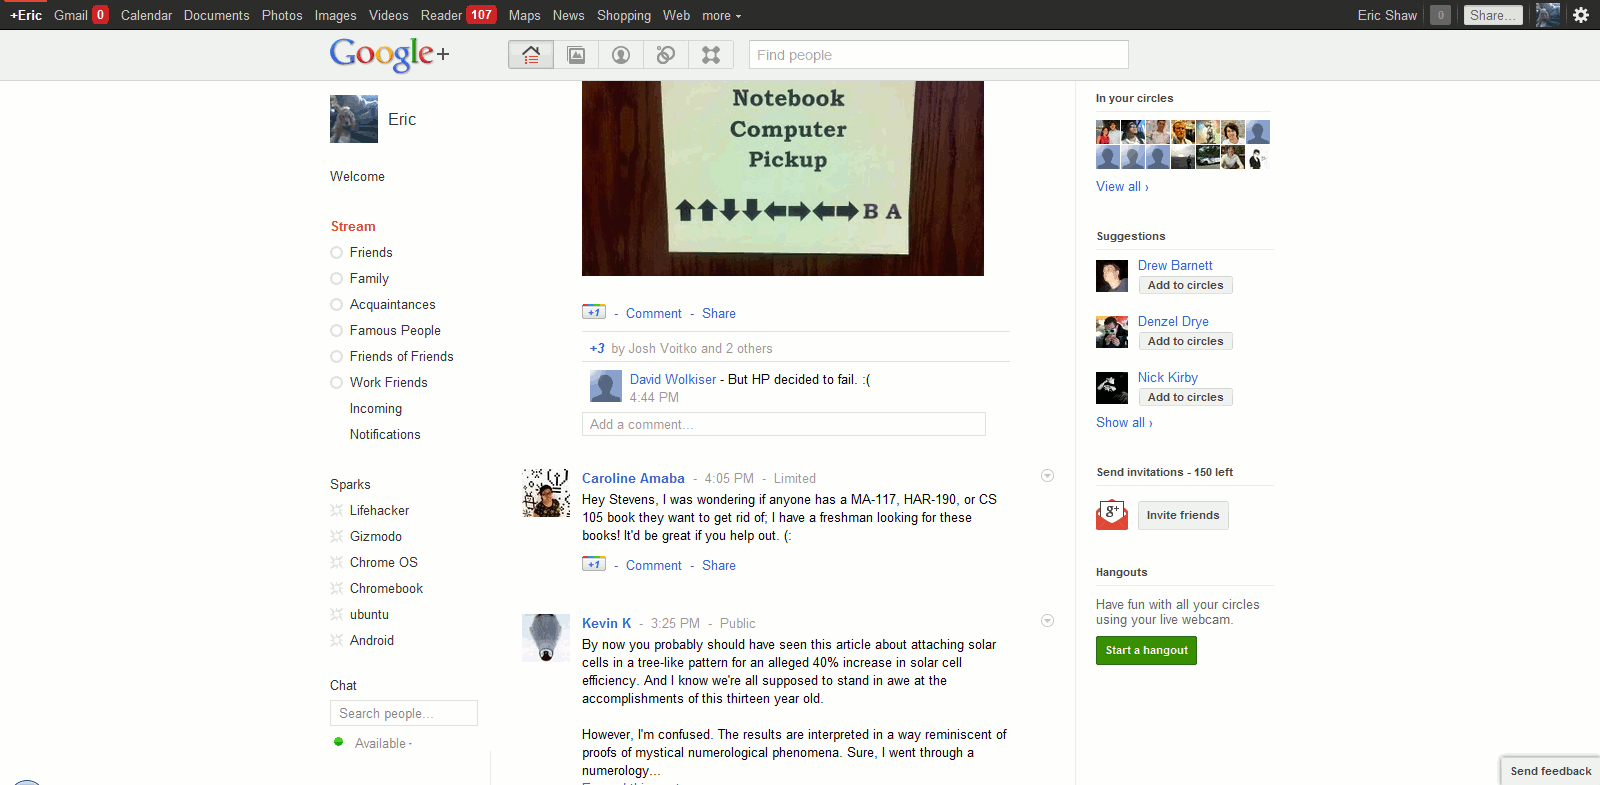 +Eric Gmail 0 Calendar Documents Photos Images Videos Reader 107 Maps News Shopping Web more Eric Shaw 0 Share...
Google+ Find people
Eric
Welcome
Stream
Friends
Family
Acquaintances
Famous People
Friends of Friends
Work Friends
Incoming
Notifications
Sparks
Lifehacker
Gizmodo
Chrome OS
Chromebook
ubuntu
Android
Chat
Search people...
Available
Notebook
Computer
Pickup
↑↑↓↓←→←→B A
+1 - Comment - Share
+3 by Josh Voitko and 2 others
David Wolkiser - But HP decided to fail. :(
4:44 PM
Add a comment...
Caroline Amaba - 4:05 PM - Limited
Hey Stevens, I was wondering if anyone has a MA-117, HAR-190, or CS
105 book they want to get rid of; I have a freshman looking for these
books! It'd be great if you help out. (:
+1 - Comment - Share
Kevin K - 3:25 PM - Public
By now you probably should have seen this article about attaching solar
cells in a tree-like pattern for an alleged 40% increase in solar cell
efficiency. And I know we're all supposed to stand in awe at the
accomplishments of this thirteen year old.
However, I'm confused. The results are interpreted in a way reminiscent of
proofs of mystical numerological phenomena. Sure, I went through a
numerology...
In your circles
View all ›
Suggestions
Drew Barnett
Add to circles
Denzel Drye
Add to circles
Nick Kirby
Add to circles
Show all ›
Send invitations - 150 left
g+ Invite friends
Hangouts
Have fun with all your circles
using your live webcam.
Start a hangout
Send feedback